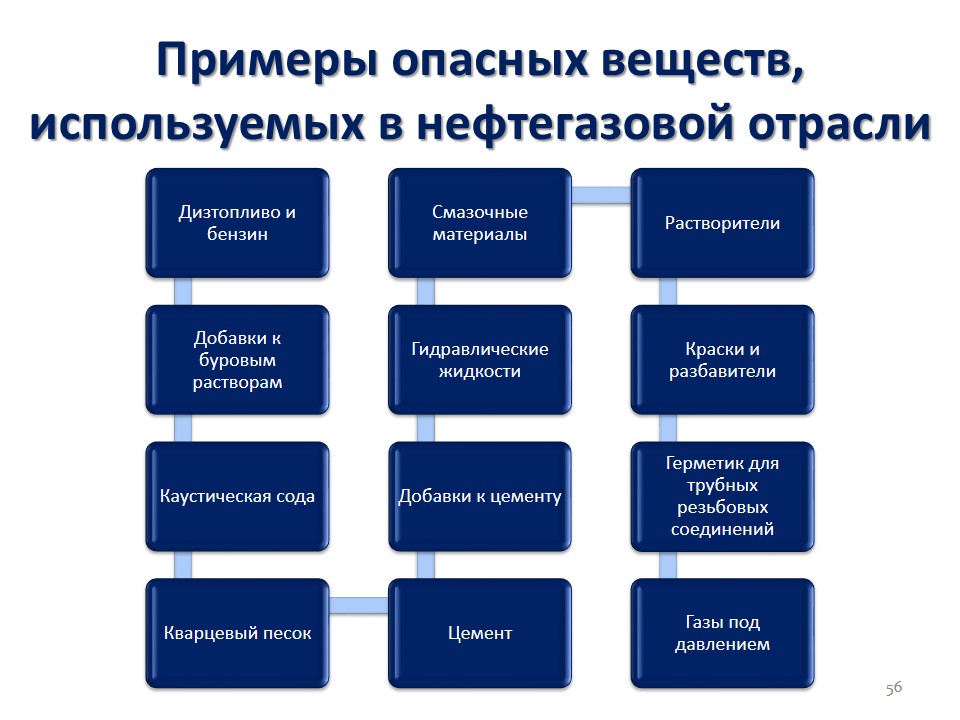 Примеры опасных веществ,
используемых в нефтегазовой отрасли
Дизтопливо и
бензин
Добавки к
буровым
растворам
Каустическая сода
Кварцевый песок
Цемент
Добавки к цементу
Гидравлические
жидкости
Смазочные
материалы
Растворители
Краски и
разбавители
Герметик для
трубных
резьбовых
соединений
Газы под
давлением
56